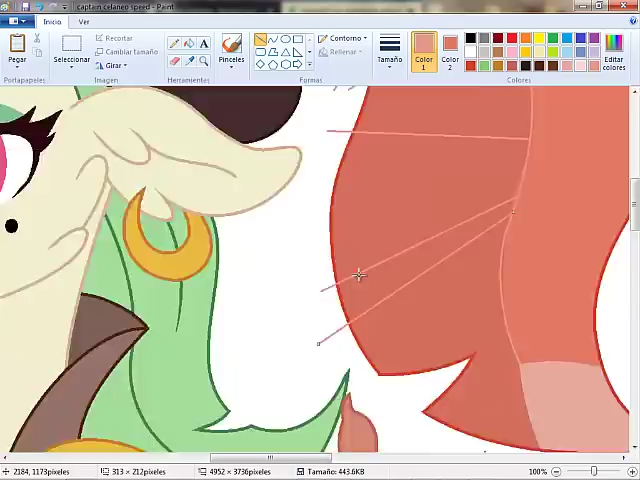 captain celaneo speed - Paint
Inicio Ver
Pegar
Seleccionar
Recortar
Cambiar tamaño
Girar
Pinceles
Contorno
Rellenar
Tamaño
Color 1
Color 2
Editar colores
Portapapeles Imagen Herramientas Formas Colores
2184, 1173píxeles 313 × 212píxeles 4952 × 3736píxeles Tamaño: 443.6KB 100%